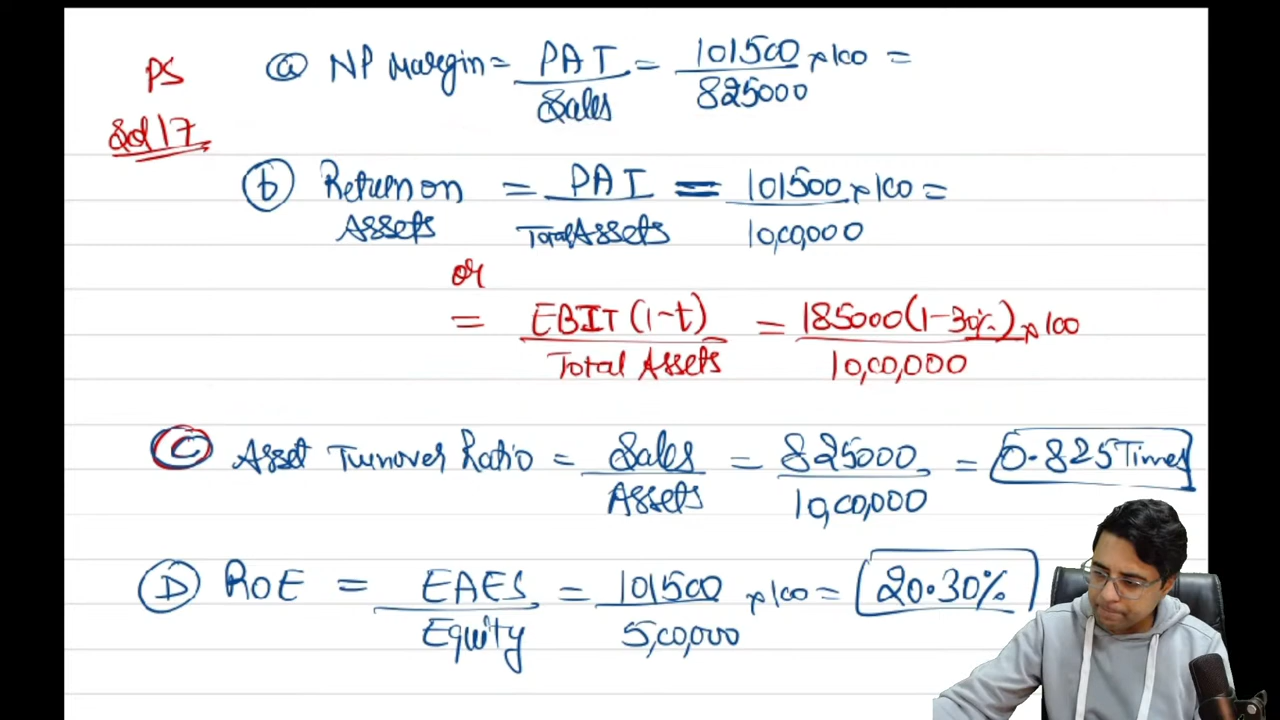 PS
Sol 17
(a) NP Margin = PAT / Sales = 101500 / 825000 × 100 =
(b) Return on Assets = PAT / Total Assets = 101500 / 10,00,000 × 100 =
or
= EBIT (1-t) / Total Assets = 185000 (1-30%) / 10,00,000 × 100
(C) Asset Turnover Ratio = Sales / Assets = 825000 / 10,00,000 = 0.825 Times
(D) ROE = EAES / Equity = 101500 / 5,00,000 × 100 = 20.30%